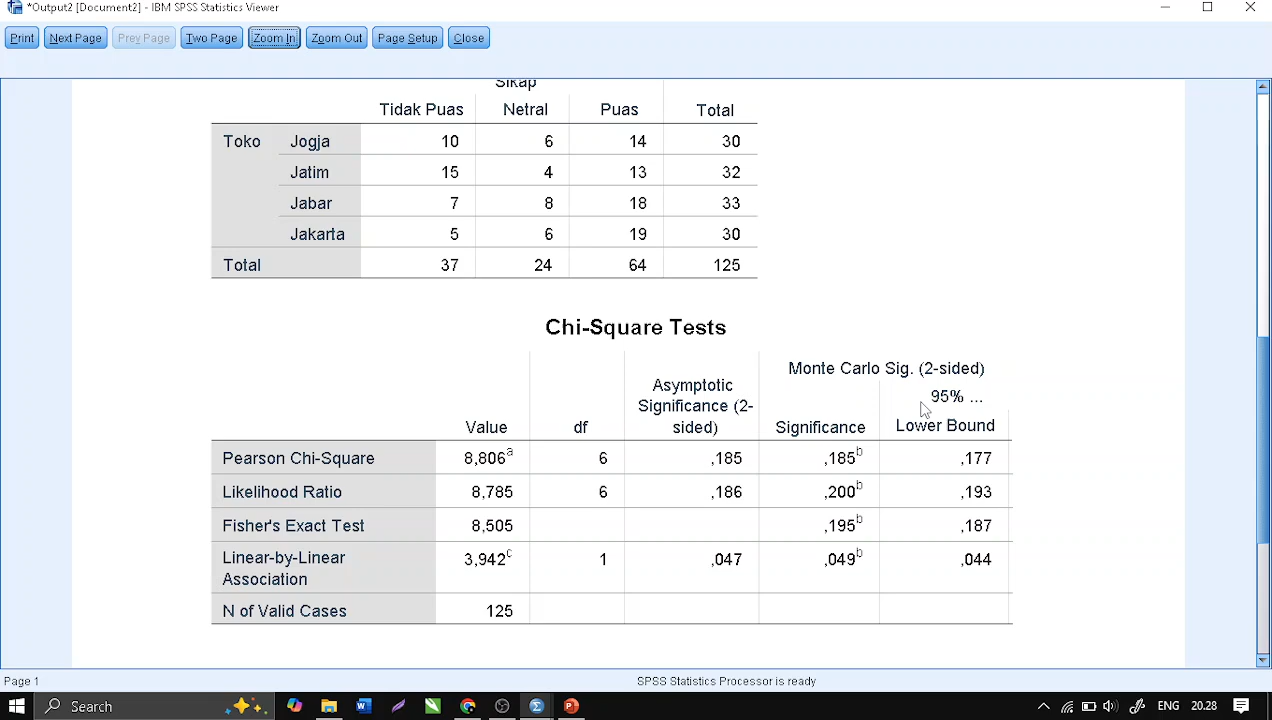 *Output2 [Document2] - IBM SPSS Statistics Viewer
Print Next Page Prev Page Two Page Zoom In Zoom Out Page Setup Close
Sikap
Tidak Puas Netral Puas Total
Toko Jogja 10 6 14 30
Jatim 15 4 13 32
Jabar 7 8 18 33
Jakarta 5 6 19 30
Total 37 24 64 125
Chi-Square Tests
Monte Carlo Sig. (2-sided)
Asymptotic 95% ...
Significance (2-
Value df sided) Significance Lower Bound
Pearson Chi-Square 8,806a 6 ,185 ,185b ,177
Likelihood Ratio 8,785 6 ,186 ,200b ,193
Fisher's Exact Test 8,505 ,195b ,187
Linear-by-Linear 3,942c 1 ,047 ,049b ,044
Association
N of Valid Cases 125
Page 1 SPSS Statistics Processor is ready
Search ENG 20.28